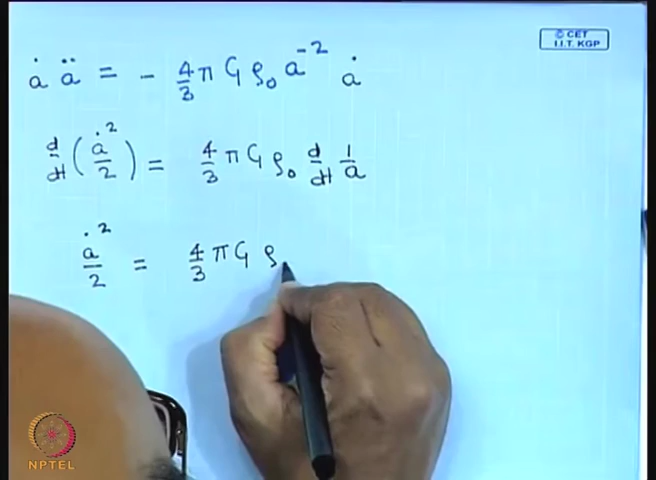 © CET
I.I.T. KGP
ȧ ä = - 4/3 π G ρ₀ a⁻² ȧ
d/dt (ȧ²/2) = 4/3 π G ρ₀ d/dt 1/a
ȧ²/2 = 4/3 π G ρ
NPTEL